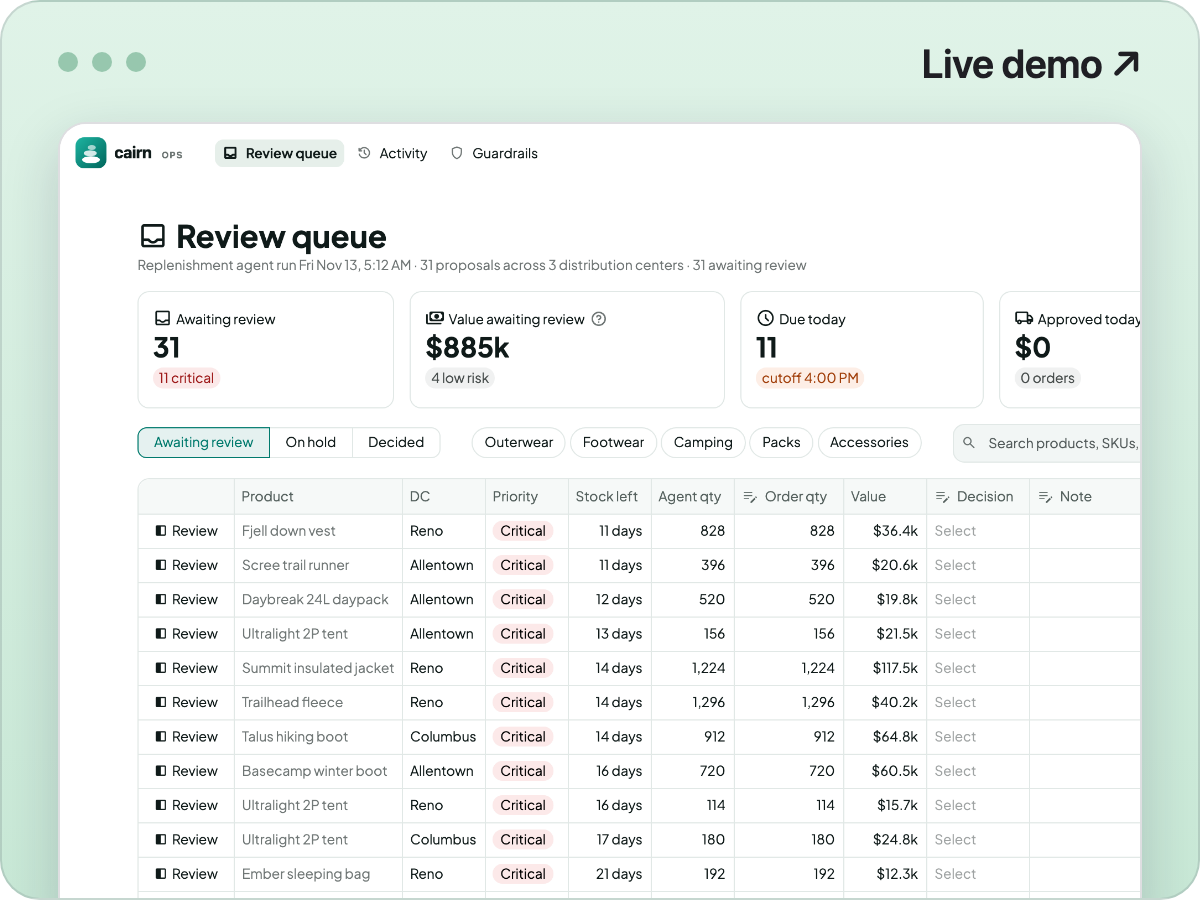 Live demo
cairn OPS Review queue Activity Guardrails
Review queue
Replenishment agent run Fri Nov 13, 5:12 AM · 31 proposals across 3 distribution centers · 31 awaiting review
Awaiting review
31
11 critical
Value awaiting review
$885k
4 low risk
Due today
11
cutoff 4:00 PM
Approved today
$0
0 orders
Awaiting review On hold Decided Outerwear Footwear Camping Packs Accessories Search products, SKUs,
Product DC Priority Stock left Agent qty Order qty Value Decision Note
Review Fjell down vest Reno Critical 11 days 828 828 $36.4k Select
Review Scree trail runner Allentown Critical 11 days 396 396 $20.6k Select
Review Daybreak 24L daypack Allentown Critical 12 days 520 520 $19.8k Select
Review Ultralight 2P tent Allentown Critical 13 days 156 156 $21.5k Select
Review Summit insulated jacket Reno Critical 14 days 1,224 1,224 $117.5k Select
Review Trailhead fleece Reno Critical 14 days 1,296 1,296 $40.2k Select
Review Talus hiking boot Columbus Critical 14 days 912 912 $64.8k Select
Review Basecamp winter boot Allentown Critical 16 days 720 720 $60.5k Select
Review Ultralight 2P tent Reno Critical 16 days 114 114 $15.7k Select
Review Ultralight 2P tent Columbus Critical 17 days 180 180 $24.8k Select
Review Ember sleeping bag Reno Critical 21 days 192 192 $12.3k Select